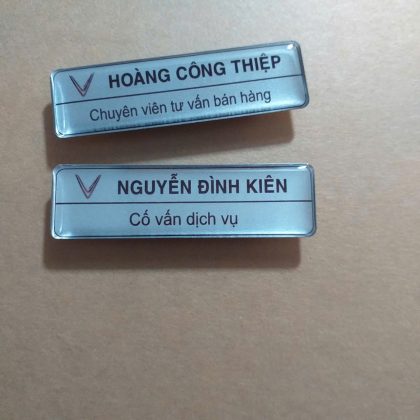 HOÀNG CÔNG THIỆP
Chuyên viên tư vấn bán hàng
NGUYỄN ĐÌNH KIÊN
Cố vấn dịch vụ